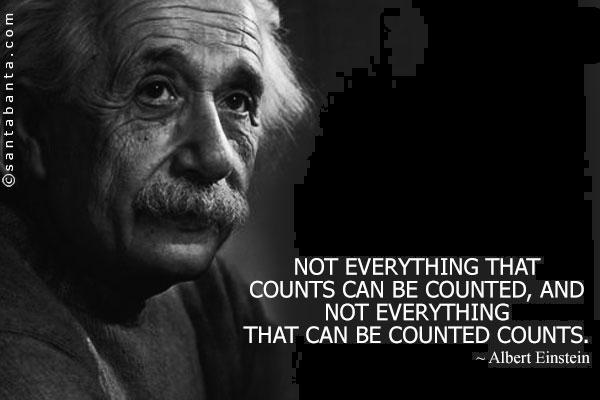 ©santabanta.com
NOT EVERYTHING THAT
COUNTS CAN BE COUNTED, AND
NOT EVERYTHING
THAT CAN BE COUNTED COUNTS.
~ Albert Einstein